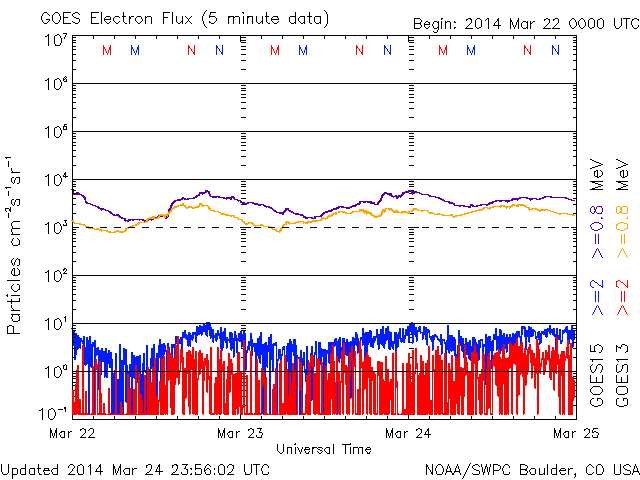 GOES Electron Flux (5 minute data)
Begin: 2014 Mar 22 0000 UTC
M M N N M M N N M M N N
10⁷
10⁶
10⁵
10⁴
10³
10²
10¹
10⁰
10⁻¹
Particles cm⁻²s⁻¹sr⁻¹
Mar 22 Mar 23 Mar 24 Mar 25
Universal Time
GOES15 >=2 >=0.8 MeV
GOES13 >=2 >=0.8 MeV
Updated 2014 Mar 24 23:56:02 UTC
NOAA/SWPC Boulder, CO USA